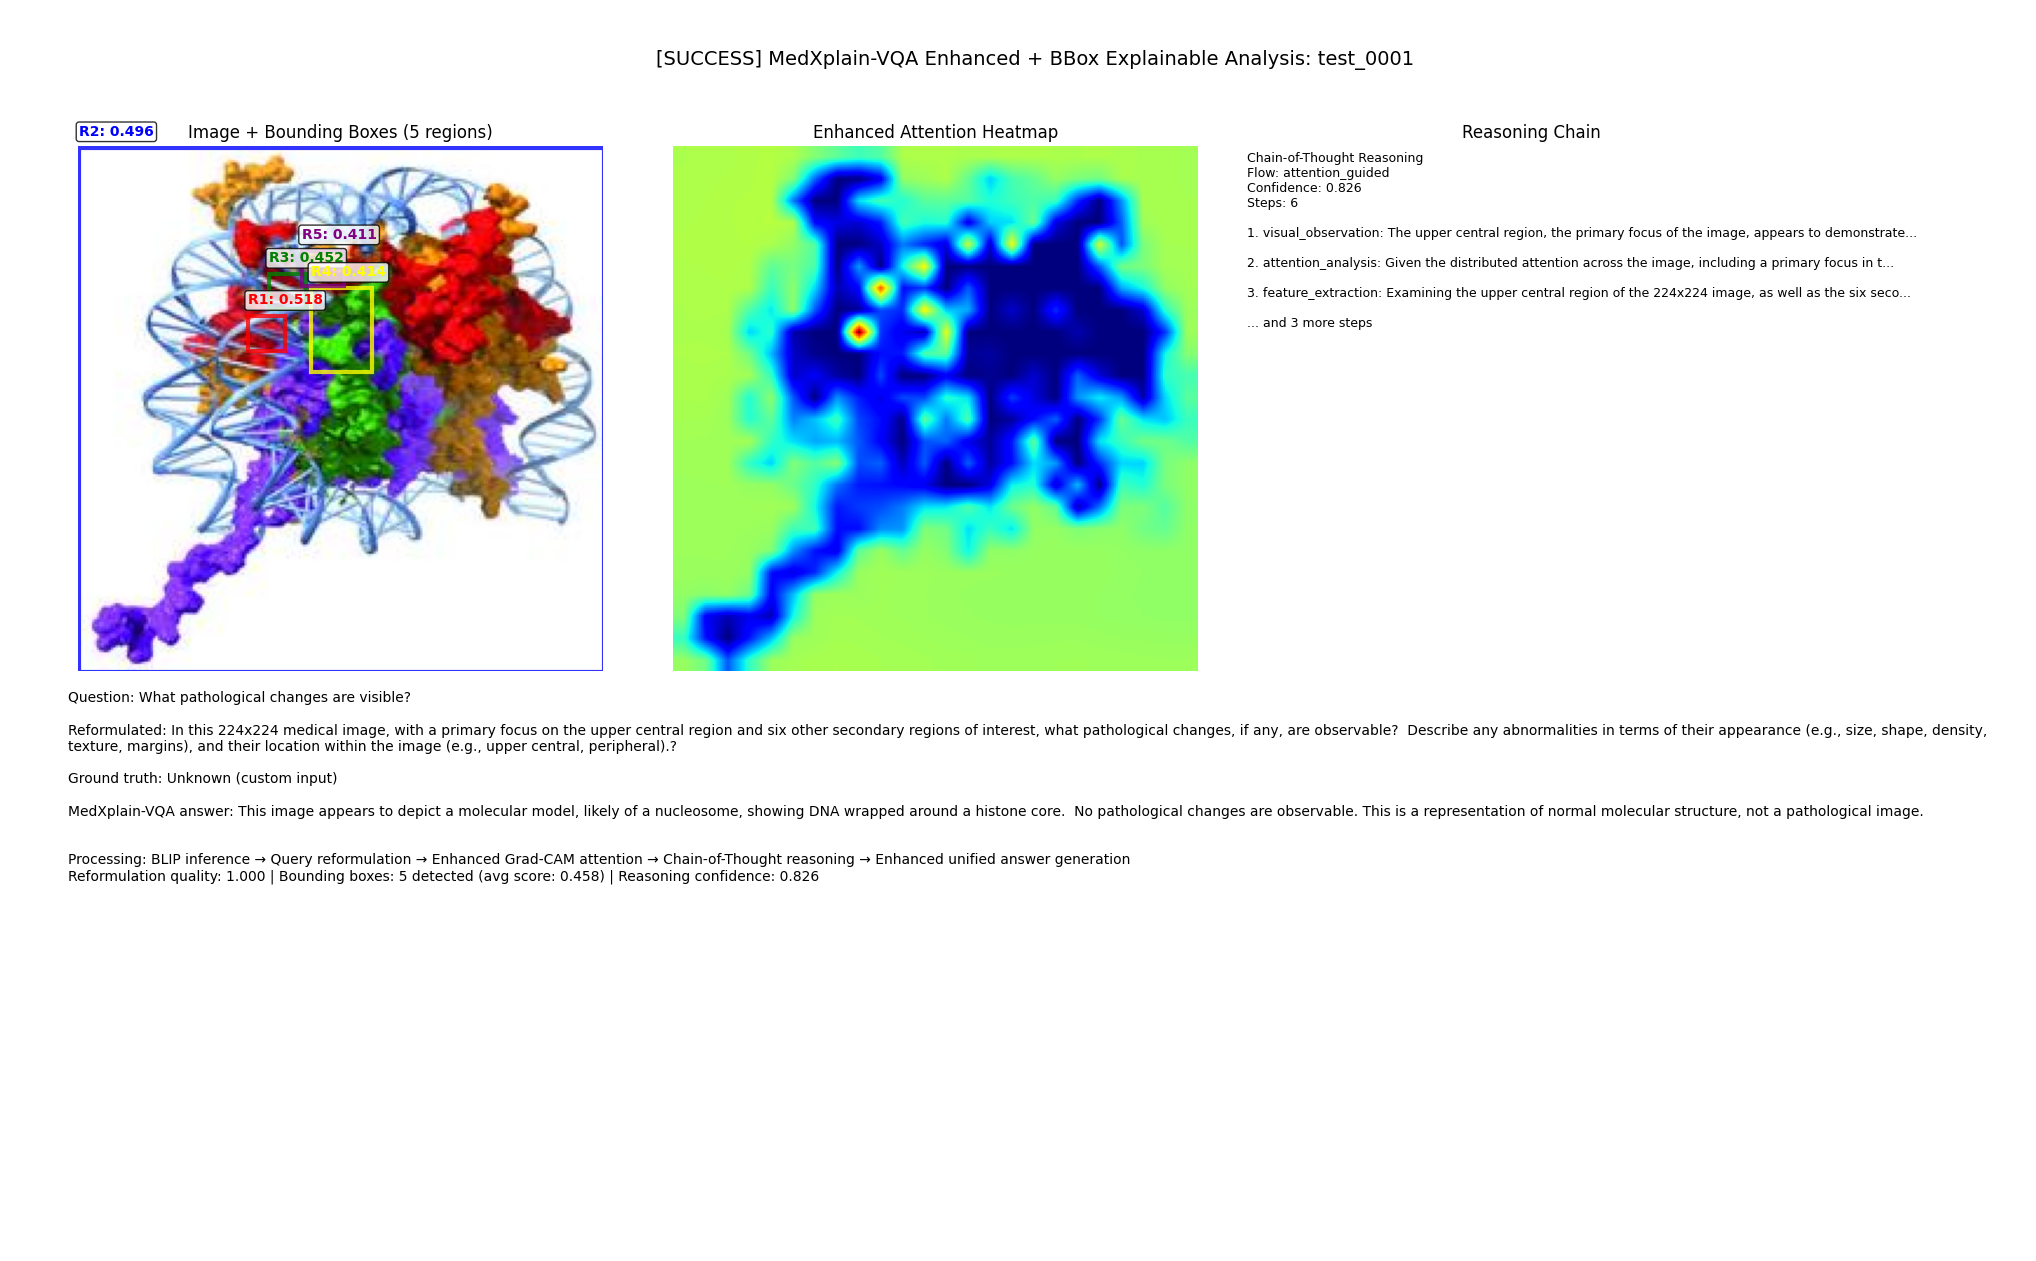 [SUCCESS] MedXplain-VQA Enhanced + BBox Explainable Analysis: test_0001
Image + Bounding Boxes (5 regions)
R2: 0.496
R5: 0.411
R3: 0.452
R4: 0.414
R1: 0.518
Enhanced Attention Heatmap
Reasoning Chain
Chain-of-Thought Reasoning
Flow: attention_guided
Confidence: 0.826
Steps: 6
1. visual_observation: The upper central region, the primary focus of the image, appears to demonstrate...
2. attention_analysis: Given the distributed attention across the image, including a primary focus in t...
3. feature_extraction: Examining the upper central region of the 224x224 image, as well as the six seco...
... and 3 more steps
Question: What pathological changes are visible?
Reformulated: In this 224x224 medical image, with a primary focus on the upper central region and six other secondary regions of interest, what pathological changes, if any, are observable?  Describe any abnormalities in terms of their appearance (e.g., size, shape, density,
texture, margins), and their location within the image (e.g., upper central, peripheral).?
Ground truth: Unknown (custom input)
MedXplain-VQA answer: This image appears to depict a molecular model, likely of a nucleosome, showing DNA wrapped around a histone core.  No pathological changes are observable. This is a representation of normal molecular structure, not a pathological image.
Processing: BLIP inference → Query reformulation → Enhanced Grad-CAM attention → Chain-of-Thought reasoning → Enhanced unified answer generation
Reformulation quality: 1.000 | Bounding boxes: 5 detected (avg score: 0.458) | Reasoning confidence: 0.826